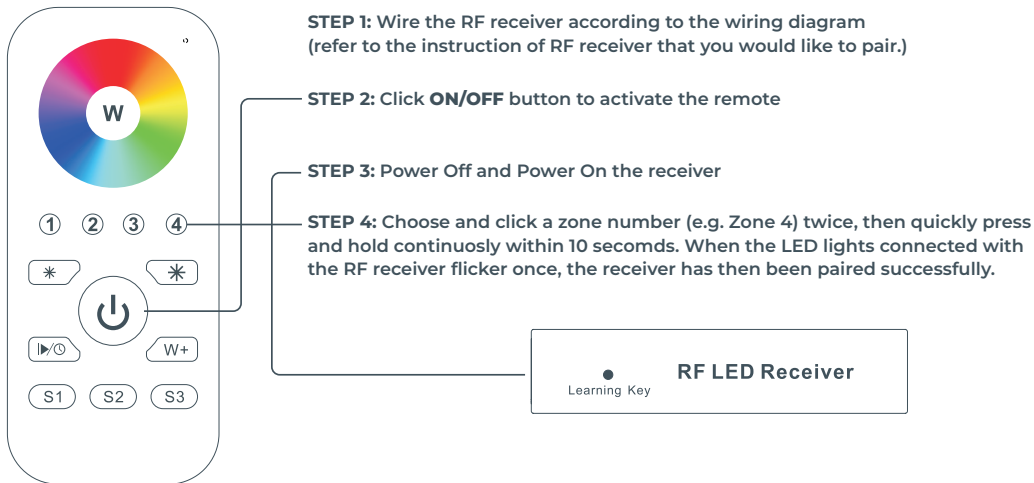 STEP 1: Wire the RF receiver according to the wiring diagram
(refer to the instruction of RF receiver that you would like to pair.)
W
STEP 2: Click ON/OFF button to activate the remote
STEP 3: Power Off and Power On the receiver
1 2 3 4
STEP 4: Choose and click a zone number (e.g. Zone 4) twice, then quickly press
and hold continuosly within 10 secomds. When the LED lights connected with
the RF receiver flicker once, the receiver has then been paired successfully.
W+
S1 S2 S3
RF LED Receiver
Learning Key